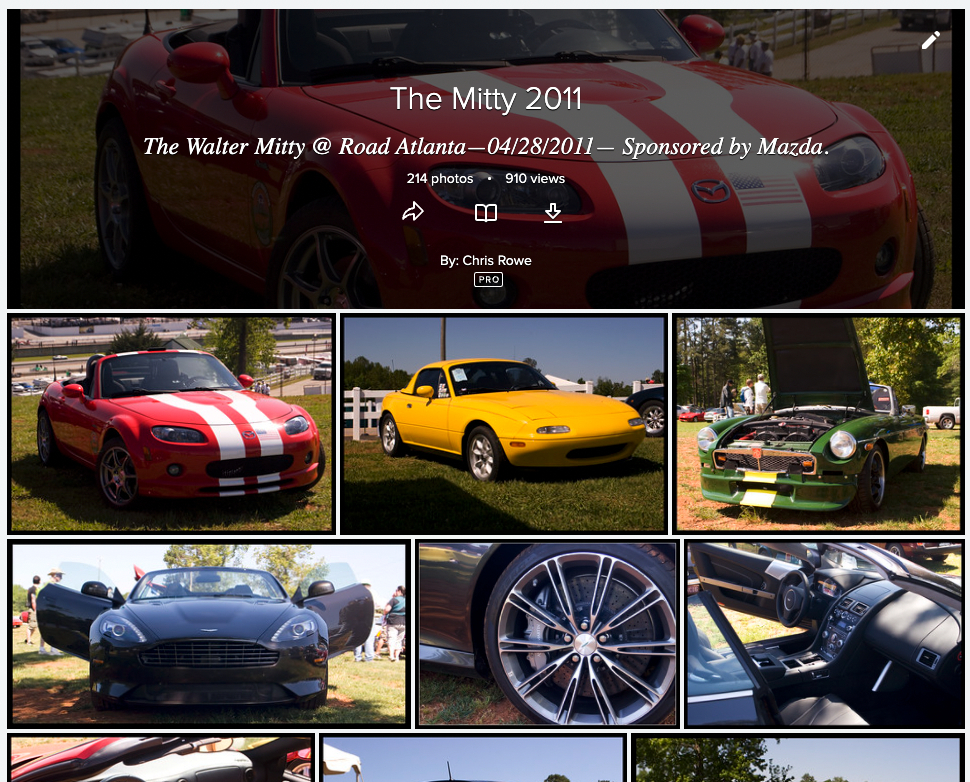 The Mitty 2011
The Walter Mitty @ Road Atlanta—04/28/2011— Sponsored by Mazda.
214 photos • 910 views
By: Chris Rowe
PRO